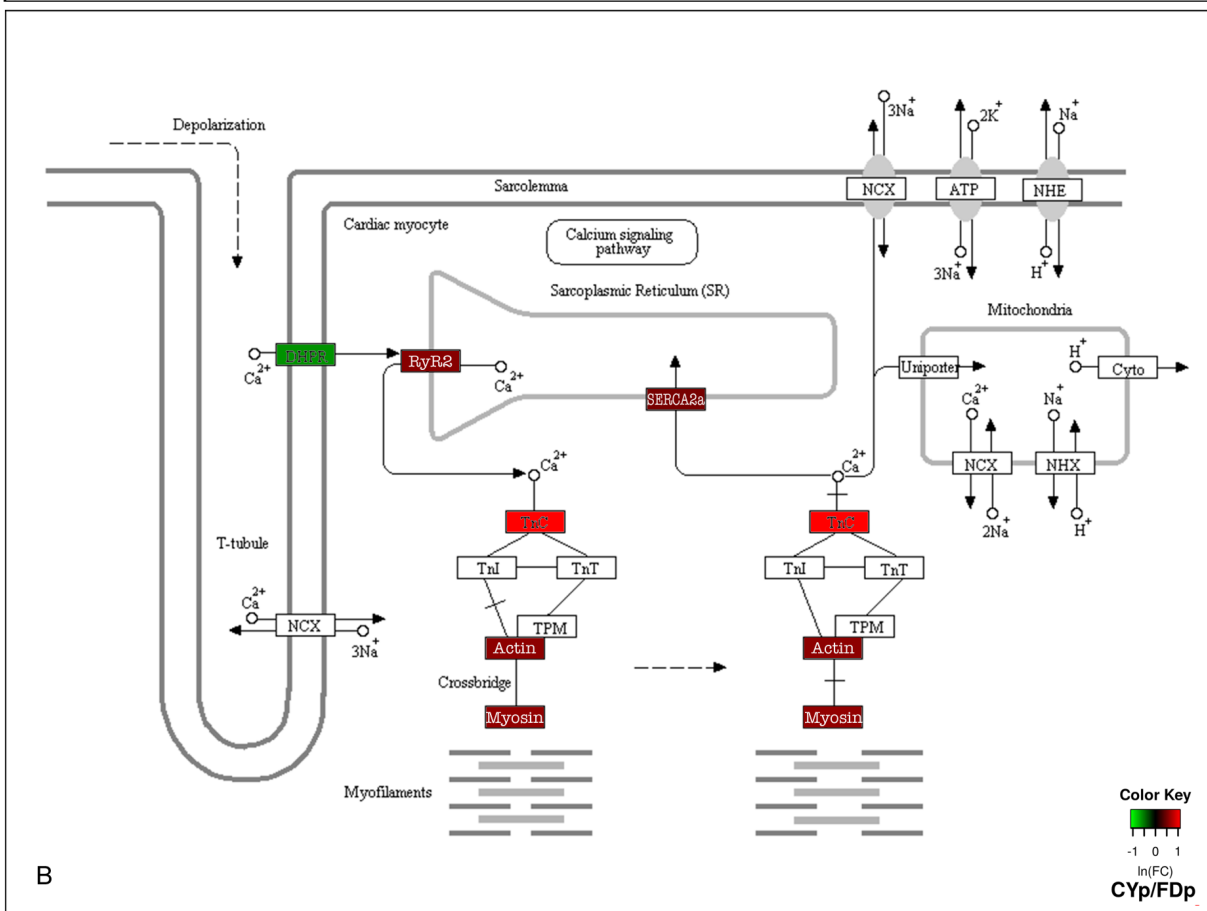 Depolarization
3Na+
2K+
Na+
NCX
ATP
NHE
Sarcolemma
Cardiac myocyte
Calcium signaling
pathway
3Na+
H+
Sarcoplasmic Reticulum (SR)
Mitochondria
DHPR
Ca2+
RyR2
Ca2+
SERCA2a
Uniporter
H+
Cyto
Ca2+
Na+
NCX
NHX
2Na+
H+
Ca2+
Ca2+
TnC
TnC
T-tubule
TnI
TnT
TnI
TnT
Ca2+
NCX
3Na+
TPM
TPM
Actin
Actin
Crossbridge
Myosin
Myosin
Myofilaments
Color Key
-1 0 1
ln(FC)
CYp/FDp
B